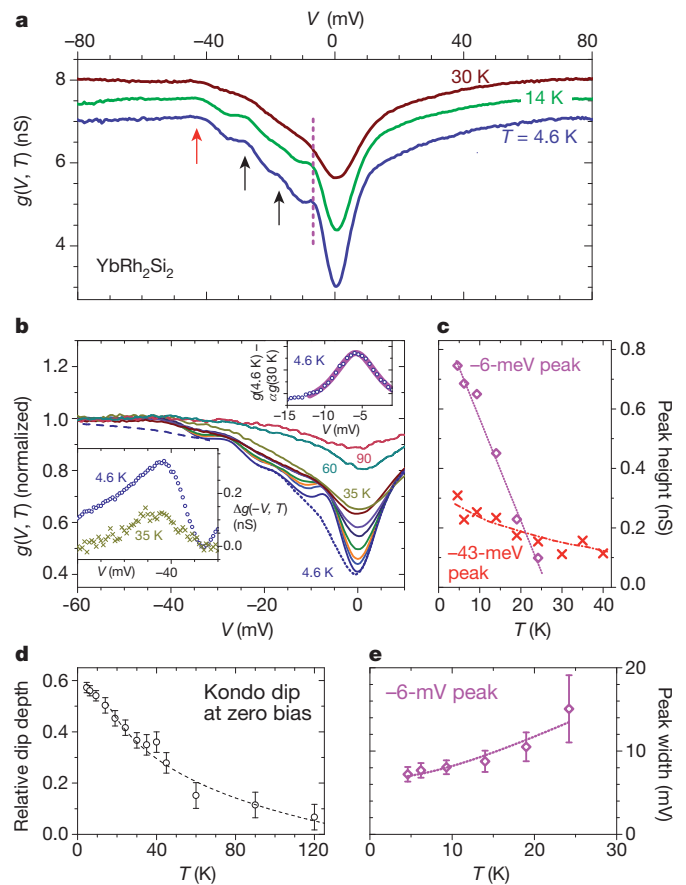 a
V (mV)
−80 −40 0 40 80
8
6
4
g(V, T) (nS)
30 K
14 K
T = 4.6 K
YbRh2Si2
b
1.2
1.0
0.8
0.6
0.4
g(V, T) (normalized)
4.6 K
g(4.6 K) −
αg(30 K)
−15 −10 −5
V (mV)
90
60
35 K
4.6 K
4.6 K
35 K
0.2
0.0
Δg(−V, T)
(nS)
V (mV) −40
−60 −40 −20 0
V (mV)
c
−6-meV peak
−43-meV
peak
0.8
0.6
0.4
0.2
0.0
Peak height (nS)
0 10 20 30 40
T (K)
d
0.6
0.4
0.2
0.0
Relative dip depth
Kondo dip
at zero bias
0 20 40 60 80 100 120
T (K)
e
−6-mV peak
20
15
10
5
0
Peak width (mV)
0 10 20 30
T (K)